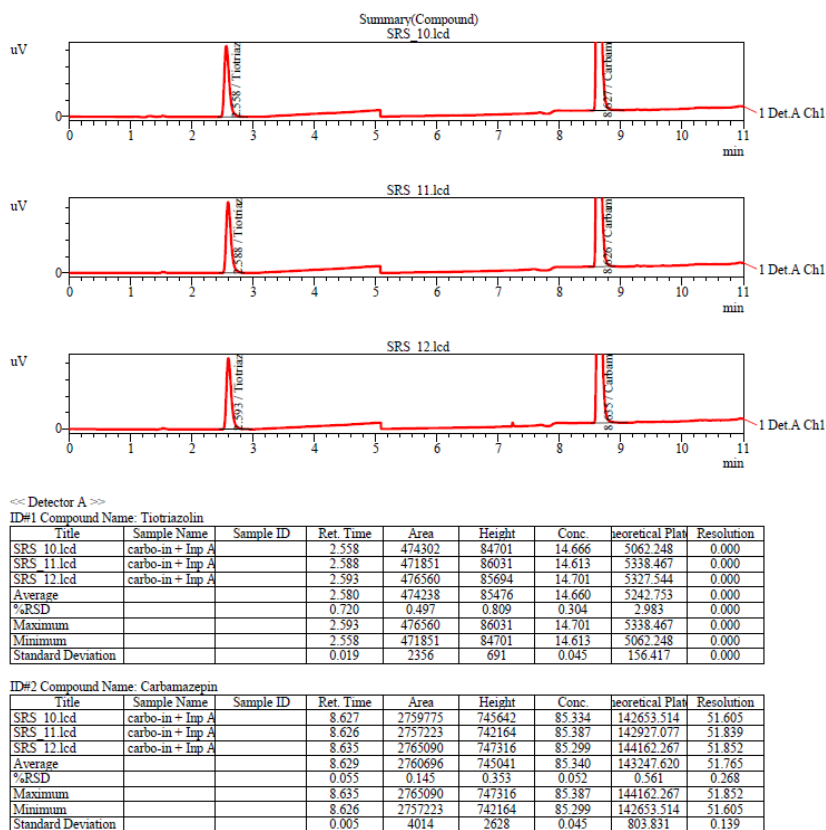 Summary(Compound)
SRS_10.lcd
uV
2.558 / Tiotriaz
8.627 / Carbam
0
1 Det.A Ch1
0 1 2 3 4 5 6 7 8 9 10 11
min
SRS_11.lcd
uV
2.588 / Tiotriaz
8.626 / Carbam
0
1 Det.A Ch1
0 1 2 3 4 5 6 7 8 9 10 11
min
SRS_12.lcd
uV
2.593 / Tiotriaz
8.635 / Carbam
0
1 Det.A Ch1
0 1 2 3 4 5 6 7 8 9 10 11
min
<< Detector A >>
ID#1 Compound Name: Tiotriazolin
Title Sample Name Sample ID Ret. Time Area Height Conc. heoretical Plat Resolution
SRS_10.lcd carbo-in + Inp A 2.558 474302 84701 14.666 5062.248 0.000
SRS_11.lcd carbo-in + Inp A 2.588 471851 86031 14.613 5338.467 0.000
SRS_12.lcd carbo-in + Inp A 2.593 476560 85694 14.701 5327.544 0.000
Average 2.580 474238 85476 14.660 5242.753 0.000
%RSD 0.720 0.497 0.809 0.304 2.983 0.000
Maximum 2.593 476560 86031 14.701 5338.467 0.000
Minimum 2.558 471851 84701 14.613 5062.248 0.000
Standard Deviation 0.019 2356 691 0.045 156.417 0.000
ID#2 Compound Name: Carbamazepin
Title Sample Name Sample ID Ret. Time Area Height Conc. heoretical Plat Resolution
SRS_10.lcd carbo-in + Inp A 8.627 2759775 745642 85.334 142653.514 51.605
SRS_11.lcd carbo-in + Inp A 8.626 2757223 742164 85.387 142927.077 51.839
SRS_12.lcd carbo-in + Inp A 8.635 2765090 747316 85.299 144162.267 51.852
Average 8.629 2760696 745041 85.340 143247.620 51.765
%RSD 0.055 0.145 0.353 0.052 0.561 0.268
Maximum 8.635 2765090 747316 85.387 144162.267 51.852
Minimum 8.626 2757223 742164 85.299 142653.514 51.605
Standard Deviation 0.005 4014 2628 0.045 803.831 0.139